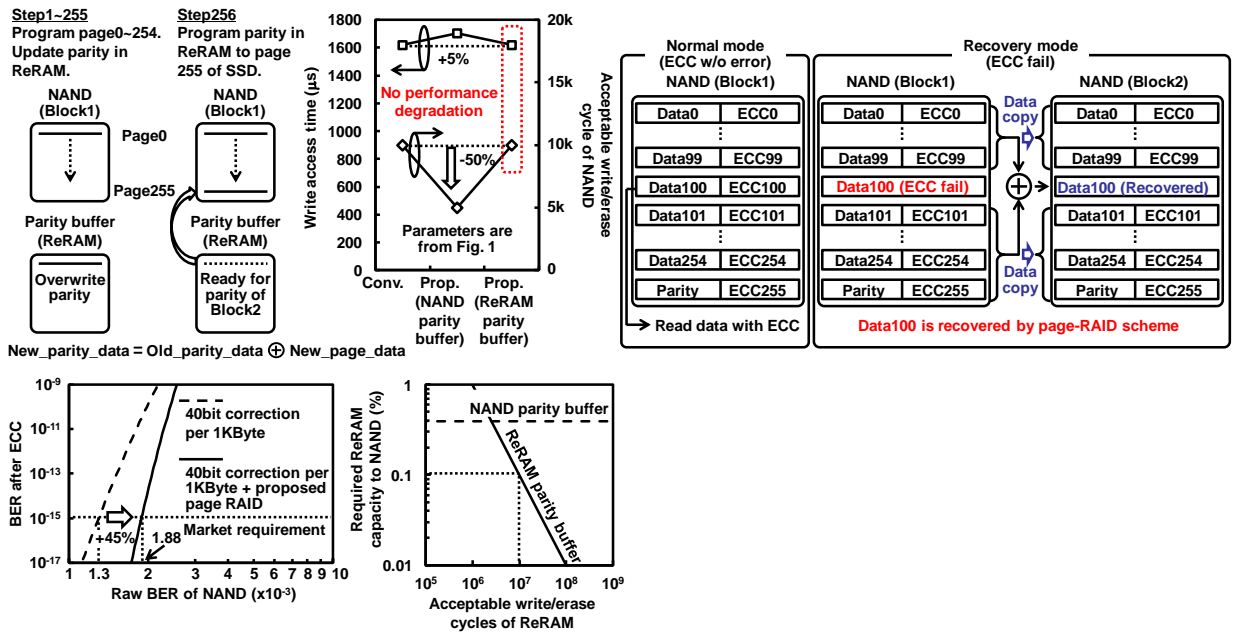 Step1~255
Program page0~254.
Update parity in
ReRAM.
Step256
Program parity in
ReRAM to page
255 of SSD.
NAND
(Block1)
NAND
(Block1)
Page0
Page255
Parity buffer
(ReRAM)
Parity buffer
(ReRAM)
Overwrite
parity
Ready for
parity of
Block2
New_parity_data = Old_parity_data ⊕ New_page_data
Write access time (μs)
1800
1600
1400
1200
1000
800
600
400
200
0
20k
15k
10k
5k
0
Acceptable write/erase
cycle of NAND
+5%
No performance
degradation
-50%
Parameters are
from Fig. 1
Conv.
Prop.
(NAND
parity
buffer)
Prop.
(ReRAM
parity
buffer)
Normal mode
(ECC w/o error)
NAND (Block1)
Data0 ECC0
Data99 ECC99
Data100 ECC100
Data101 ECC101
Data254 ECC254
Parity ECC255
Read data with ECC
Recovery mode
(ECC fail)
NAND (Block1)
Data0 ECC0
Data99 ECC99
Data100 (ECC fail)
Data101 ECC101
Data254 ECC254
Parity ECC255
Data
copy
Data
copy
NAND (Block2)
Data0 ECC0
Data99 ECC99
Data100 (Recovered)
Data101 ECC101
Data254 ECC254
Parity ECC255
Data100 is recovered by page-RAID scheme
BER after ECC
10-9
10-11
10-13
10-15
10-17
40bit correction
per 1KByte
40bit correction per
1KByte + proposed
page RAID
Market requirement
+45%
1.88
1 1.3 2 3 4 5 6 7 8 9 10
Raw BER of NAND (x10-3)
Required ReRAM
capacity to NAND (%)
1
0.1
0.01
NAND parity buffer
ReRAM parity buffer
105 106 107 108 109
Acceptable write/erase
cycles of ReRAM